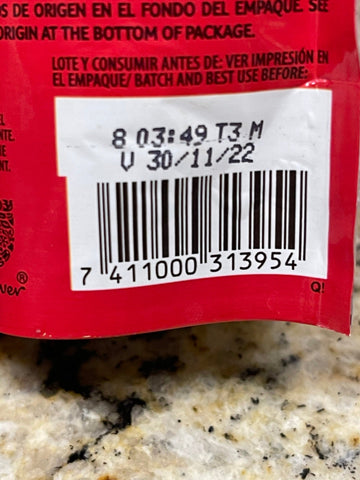 S DE ORIGEN EN EL FONDO DEL EMPAQUE. SEE
ORIGIN AT THE BOTTOM OF PACKAGE.
LOTE Y CONSUMIR ANTES DE: VER IMPRESIÓN EN
EL EMPAQUE/ BATCH AND BEST USE BEFORE:
8 03:49 T3 M
V 30/11/22
7 411000 313954
Q!
®